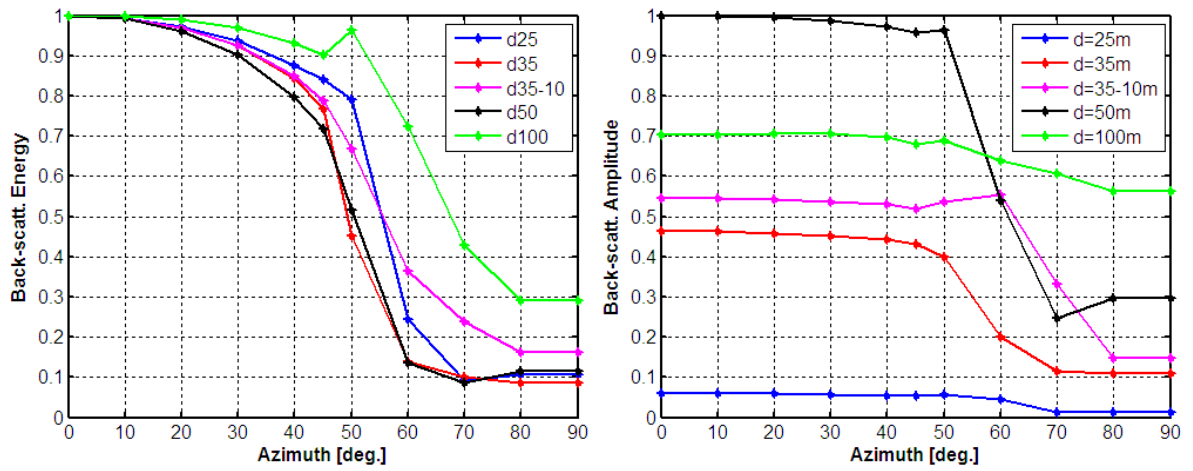 Back-scatt. Energy
1
0.9
0.8
0.7
0.6
0.5
0.4
0.3
0.2
0.1
0
0 10 20 30 40 50 60 70 80 90
Azimuth [deg.]
d25
d35
d35-10
d50
d100
Back-scatt. Amplitude
1
0.9
0.8
0.7
0.6
0.5
0.4
0.3
0.2
0.1
0
0 10 20 30 40 50 60 70 80 90
Azimuth [deg.]
d=25m
d=35m
d=35-10m
d=50m
d=100m